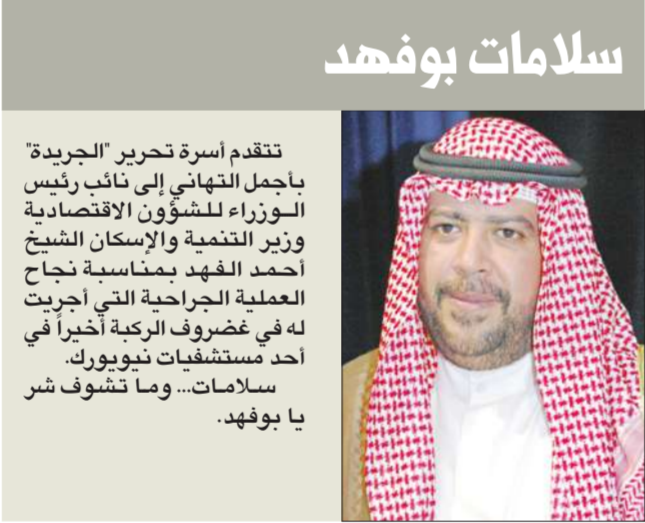 سلامات بوفهد
تتقدم أسرة تحرير "الجريدة"
بأجمل التهاني إلى نائب رئيس
الوزراء للشؤون الاقتصادية
وزير التنمية والإسكان الشيخ
أحمد الفهد بمناسبة نجاح
العملية الجراحية التي أجريت
له في غضروف الركبة أخيراً في
أحد مستشفيات نيويورك.
سلامات... وما تشوف شر
يا بوفهد.